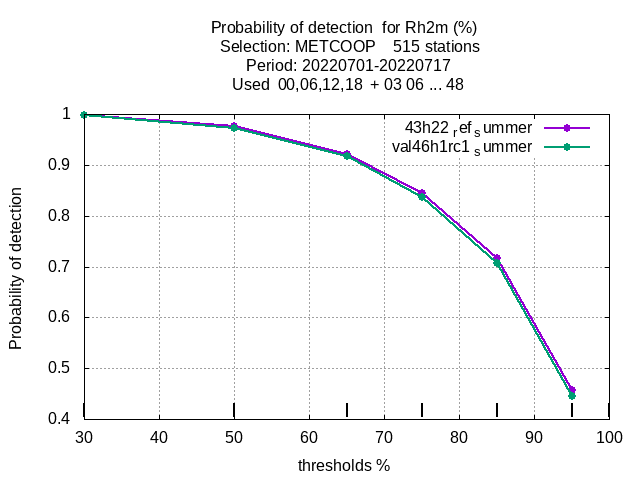 Probability of detection  for Rh2m (%)
Selection: METCOOP    515 stations
Period: 20220701-20220717
Used  00,06,12,18  + 03 06 ... 48
43h22 ref summer
val46h1rc1 summer
1
0.9
0.8
0.7
0.6
0.5
0.4
Probability of detection
30 40 50 60 70 80 90 100
thresholds %